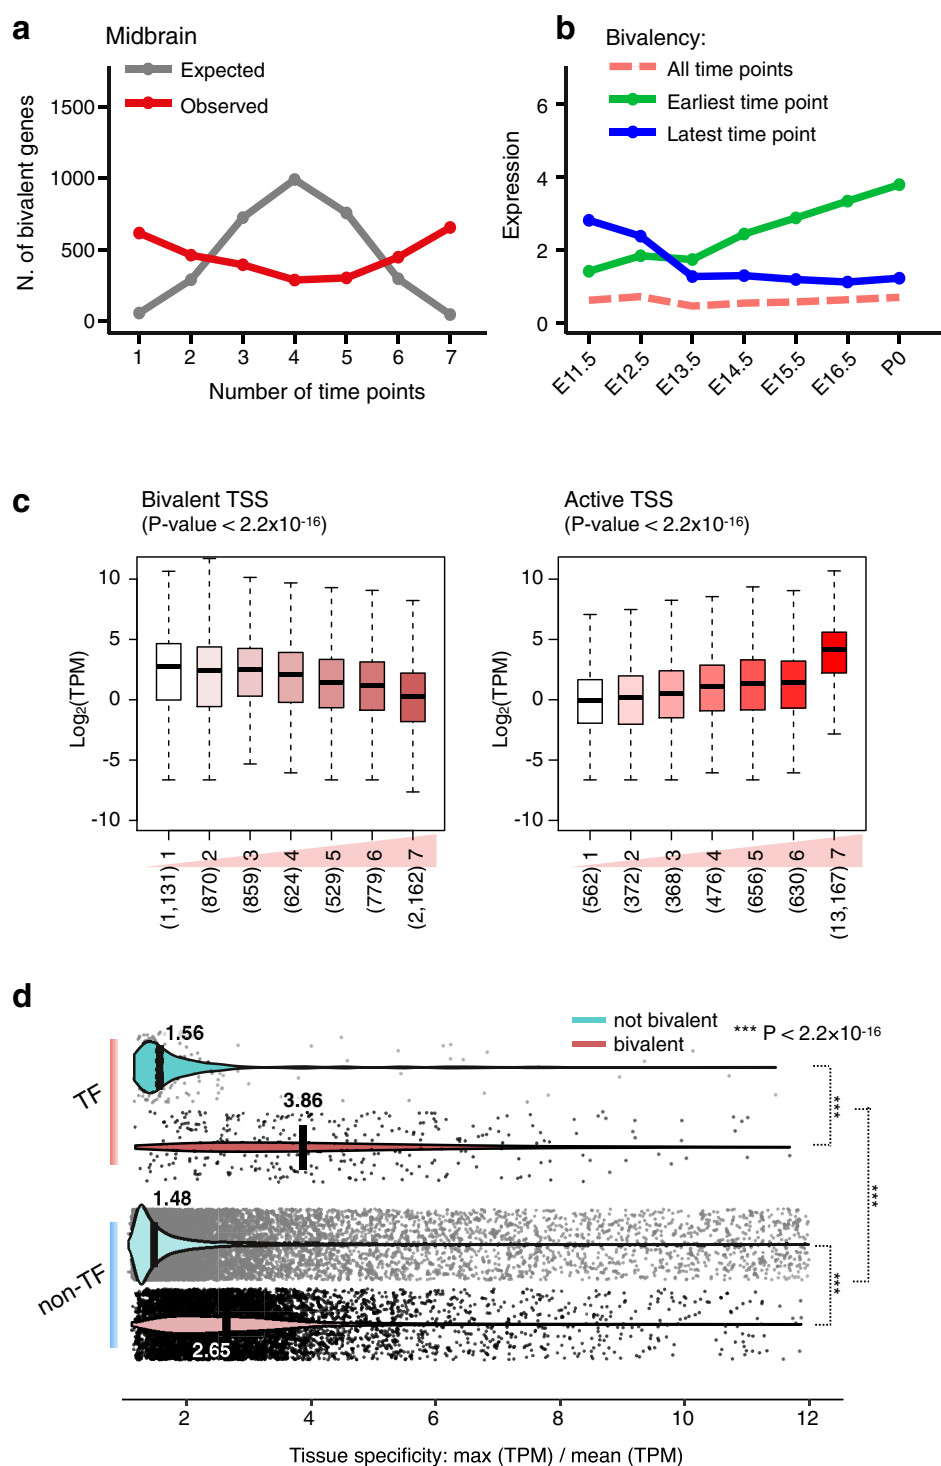 a
Midbrain
Expected
Observed
N. of bivalent genes
1500
1000
500
0
1 2 3 4 5 6 7
Number of time points
b
Bivalency:
All time points
Earliest time point
Latest time point
Expression
6
4
2
0
E11.5 E12.5 E13.5 E14.5 E15.5 E16.5 P0
c
Bivalent TSS
(P-value < 2.2x10-16)
Log2(TPM)
10
5
0
-5
-10
(1,131) 1
(870) 2
(859) 3
(624) 4
(529) 5
(779) 6
(2,162) 7
Active TSS
(P-value < 2.2x10-16)
Log2(TPM)
10
5
0
-5
-10
(562) 1
(372) 2
(368) 3
(476) 4
(656) 5
(630) 6
(13,167) 7
d
not bivalent
bivalent
*** P < 2.2×10-16
TF
1.56
3.86
***
***
non-TF
1.48
2.65
***
2 4 6 8 10 12
Tissue specificity: max (TPM) / mean (TPM)